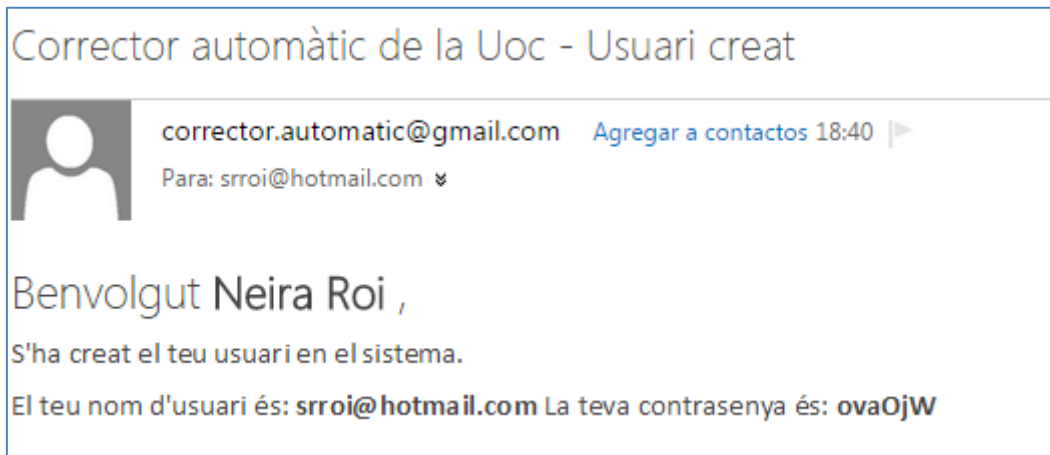 Corrector automàtic de la Uoc - Usuari creat
corrector.automatic@gmail.com Agregar a contactos 18:40
Para: srroi@hotmail.com
Benvolgut Neira Roi ,
S'ha creat el teu usuari en el sistema.
El teu nom d'usuari és: srroi@hotmail.com La teva contrasenya és: ovaOjW